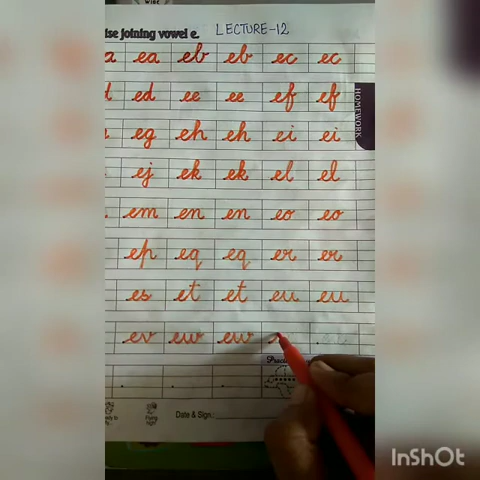 ise joining vowel e. LECTURE-12
a ea eb eb ec ec
ed ee ee ef ef
HOMEWORK
eg eh eh ei ei
ej ek ek el el
em en en eo eo
ep eq eq er er
es et et eu eu
ev ew ew
Date & Sign:
InShOt